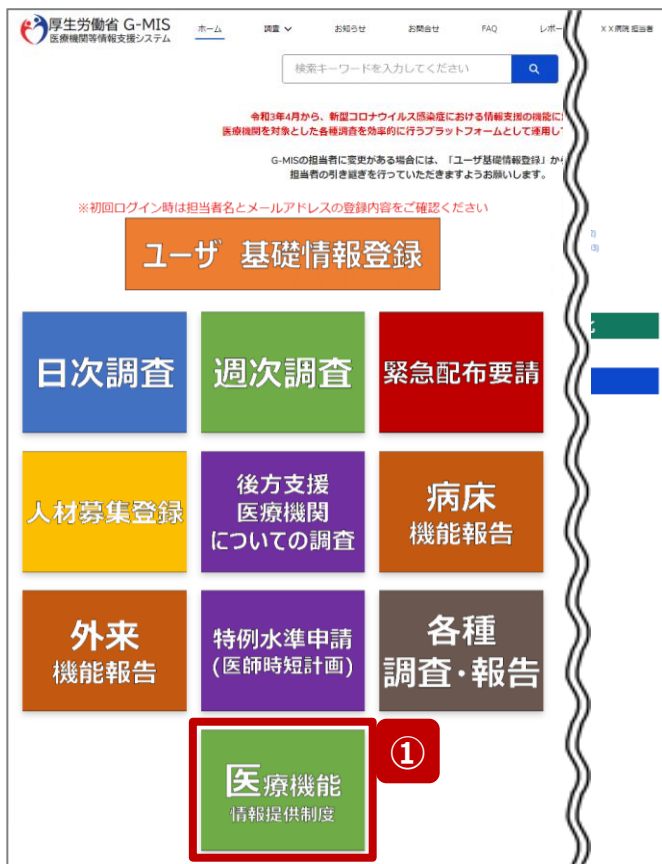 厚生労働省 G-MIS
医療機関等情報支援システム
ホーム 調査 お知らせ お問合せ FAQ レポー XX病院 担当者
検索キーワードを入力してください
令和3年4月から、新型コロナウイルス感染症における情報支援の機能に
医療機関を対象とした各種調査を効率的に行うプラットフォームとして運用し
G-MISの担当者に変更がある場合には、「ユーザ基礎情報登録」か
担当者の引き継ぎを行っていただきますようお願いします。
※初回ログイン時は担当者名とメールアドレスの登録内容をご確認ください
ユーザ 基礎情報登録
日次調査
週次調査
緊急配布要請
人材募集登録
後方支援
医療機関
についての調査
病床
機能報告
外来
機能報告
特例水準申請
(医師時短計画)
各種
調査・報告
医療機能
情報提供制度
①